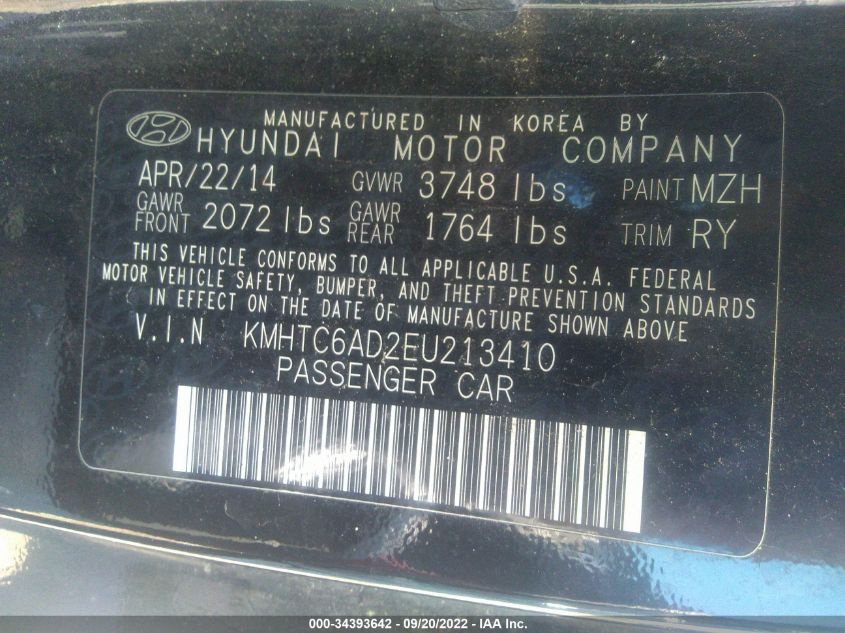 MANUFACTURED IN KOREA BY
HYUNDAI MOTOR COMPANY
APR/22/14 GVWR 3748 lbs PAINT MZH
GAWR FRONT 2072 lbs GAWR REAR 1764 lbs TRIM RY
THIS VEHICLE CONFORMS TO ALL APPLICABLE U.S.A. FEDERAL
MOTOR VEHICLE SAFETY, BUMPER, AND THEFT PREVENTION STANDARDS
IN EFFECT ON THE DATE OF MANUFACTURE SHOWN ABOVE
V.I.N KMHTC6AD2EU213410
PASSENGER CAR
000-34393642 - 09/20/2022 - IAA Inc.